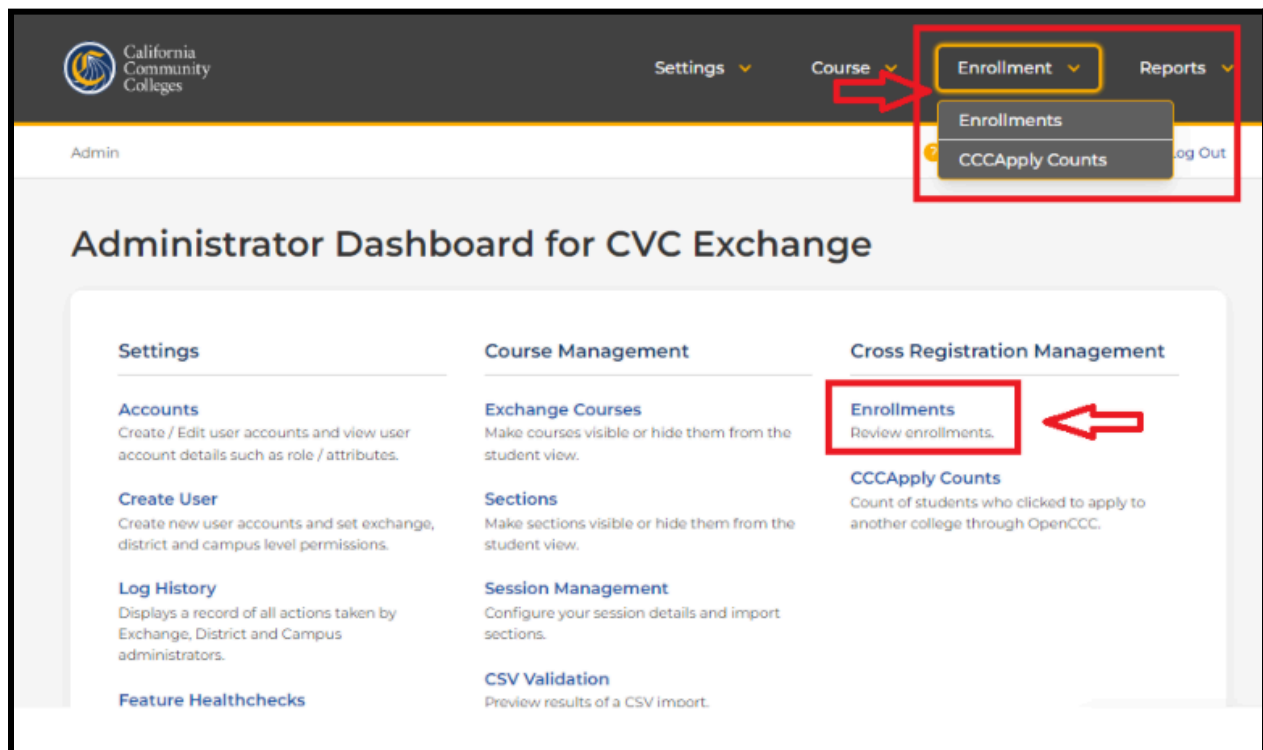 California
Community
Colleges
Settings
Course
Enrollment
Reports
Enrollments
CCCApply Counts
Admin
?
Log Out
Administrator Dashboard for CVC Exchange
Settings
Accounts
Create / Edit user accounts and view user
account details such as role / attributes.
Create User
Create new user accounts and set exchange,
district and campus level permissions.
Log History
Displays a record of all actions taken by
Exchange, District and Campus
administrators.
Feature Healthchecks
Course Management
Exchange Courses
Make courses visible or hide them from the
student view.
Sections
Make sections visible or hide them from the
student view.
Session Management
Configure your session details and import
sections.
CSV Validation
Preview results of a CSV import.
Cross Registration Management
Enrollments
Review enrollments.
CCCApply Counts
Count of students who clicked to apply to
another college through OpenCCC.